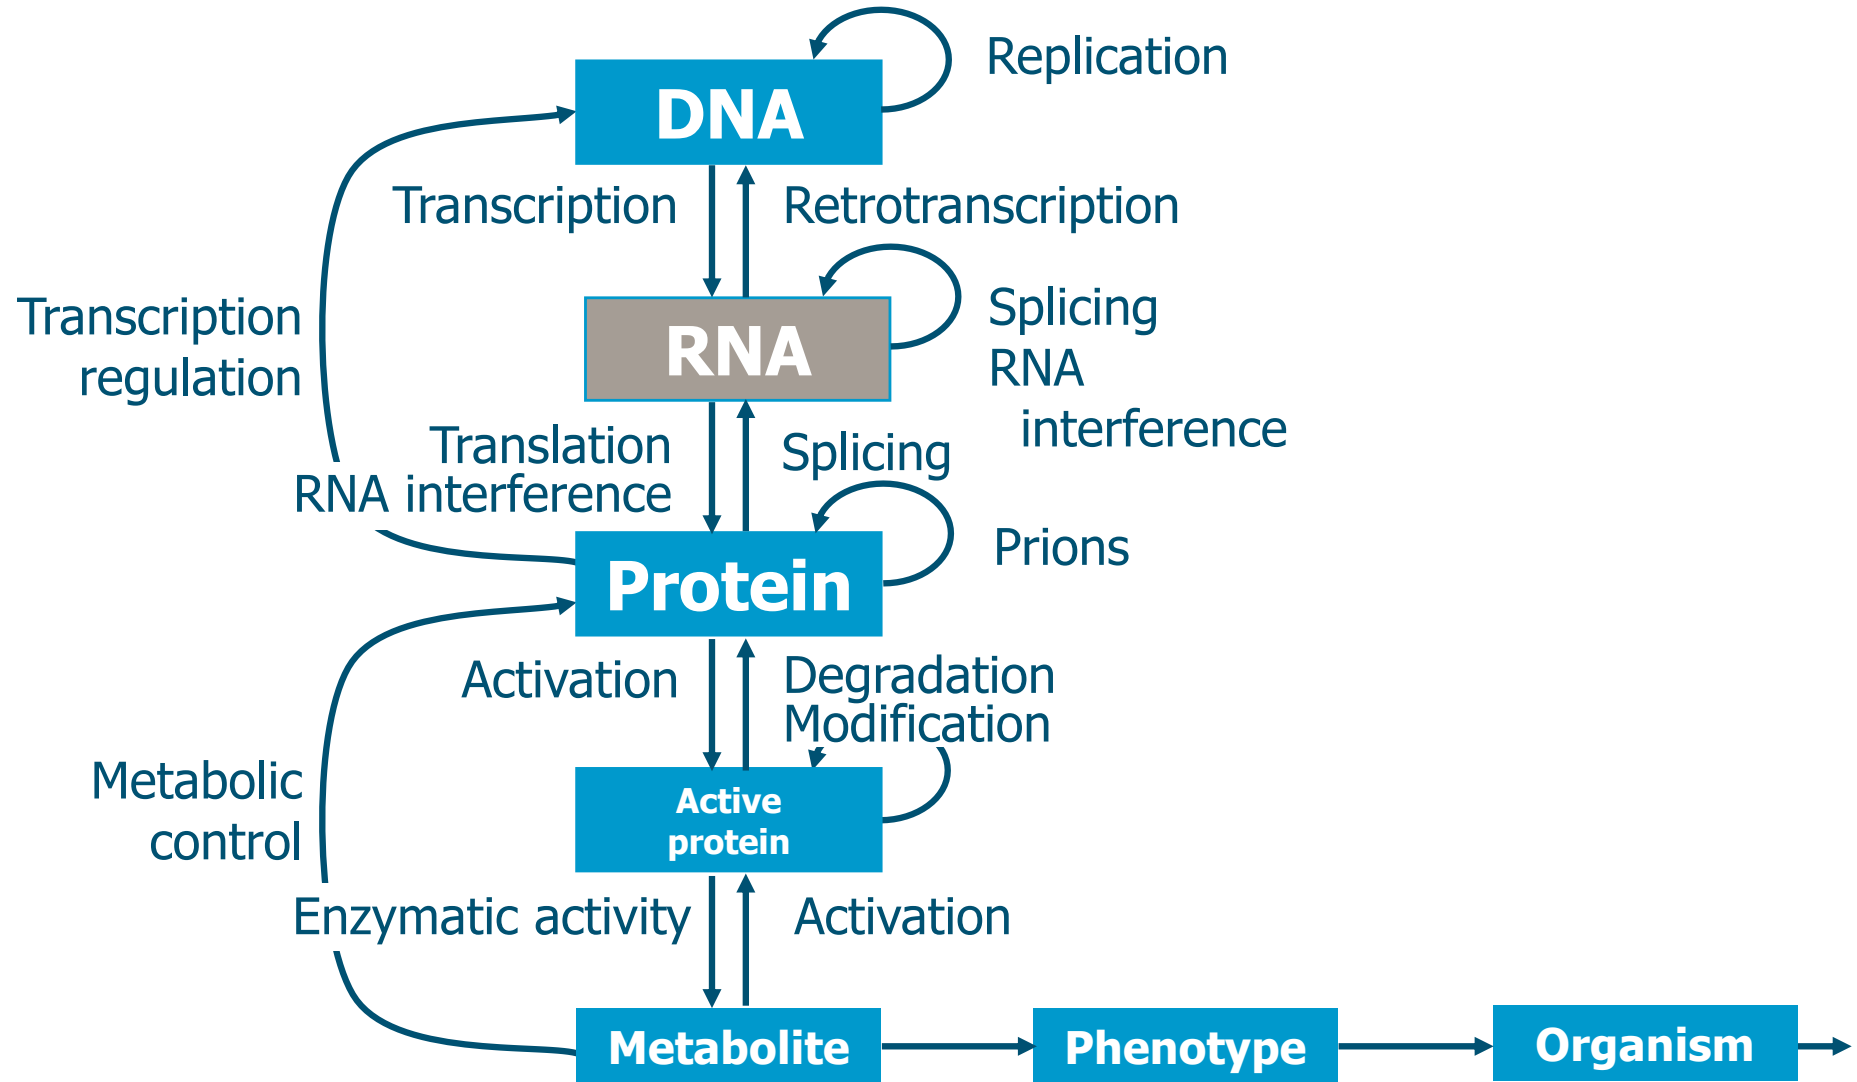 Replication
DNA
Transcription
Retrotranscription
Transcription
regulation
RNA
Splicing
RNA
interference
Translation
RNA interference
Splicing
Prions
Protein
Activation
Degradation
Modification
Metabolic
control
Active
protein
Enzymatic activity
Activation
Metabolite
Phenotype
Organism